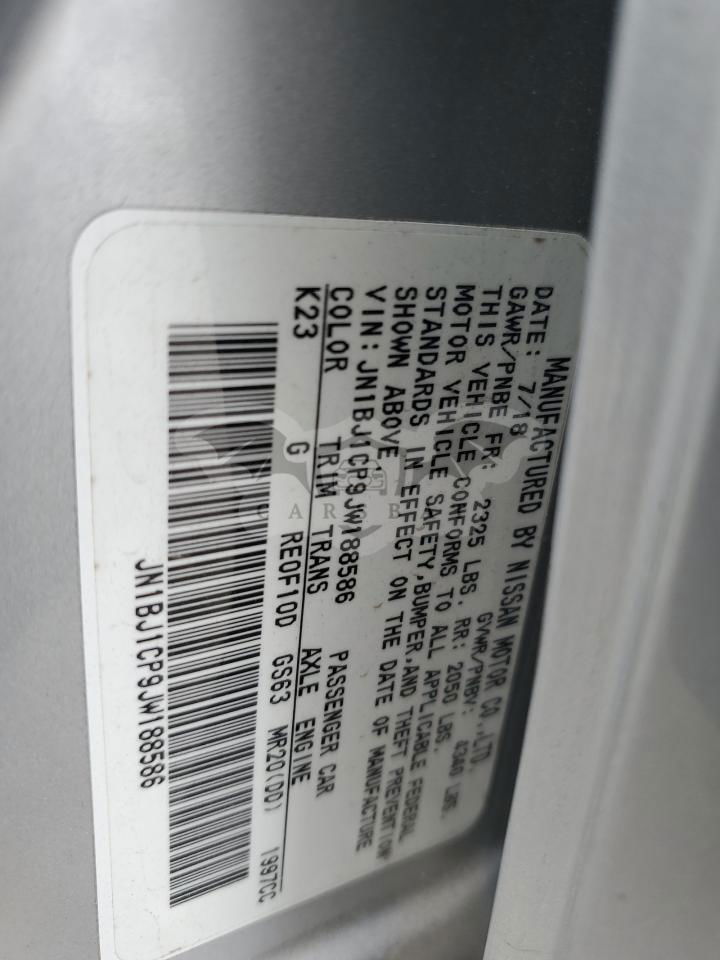 MANUFACTURED BY NISSAN MOTOR CO.,LTD.
DATE: 7/18 GVWR/PNBV: LBS.
GAWR/PNBE FR: 2325 LBS. RR: 2050 LBS.
THIS VEHICLE CONFORMS TO ALL APPLICABLE FEDERAL
MOTOR VEHICLE SAFETY,BUMPER,AND THEFT PREVENTION
STANDARDS IN EFFECT ON THE DATE OF MANUFACTURE
SHOWN ABOVE
VIN: JN1BJ1CP9JW188586 PASSENGER CAR
COLOR TRIM TRANS AXLE ENGINE
K23 G RE0F10D GS63 MR20(DD) 1997CC
JN1BJ1CP9JW188586